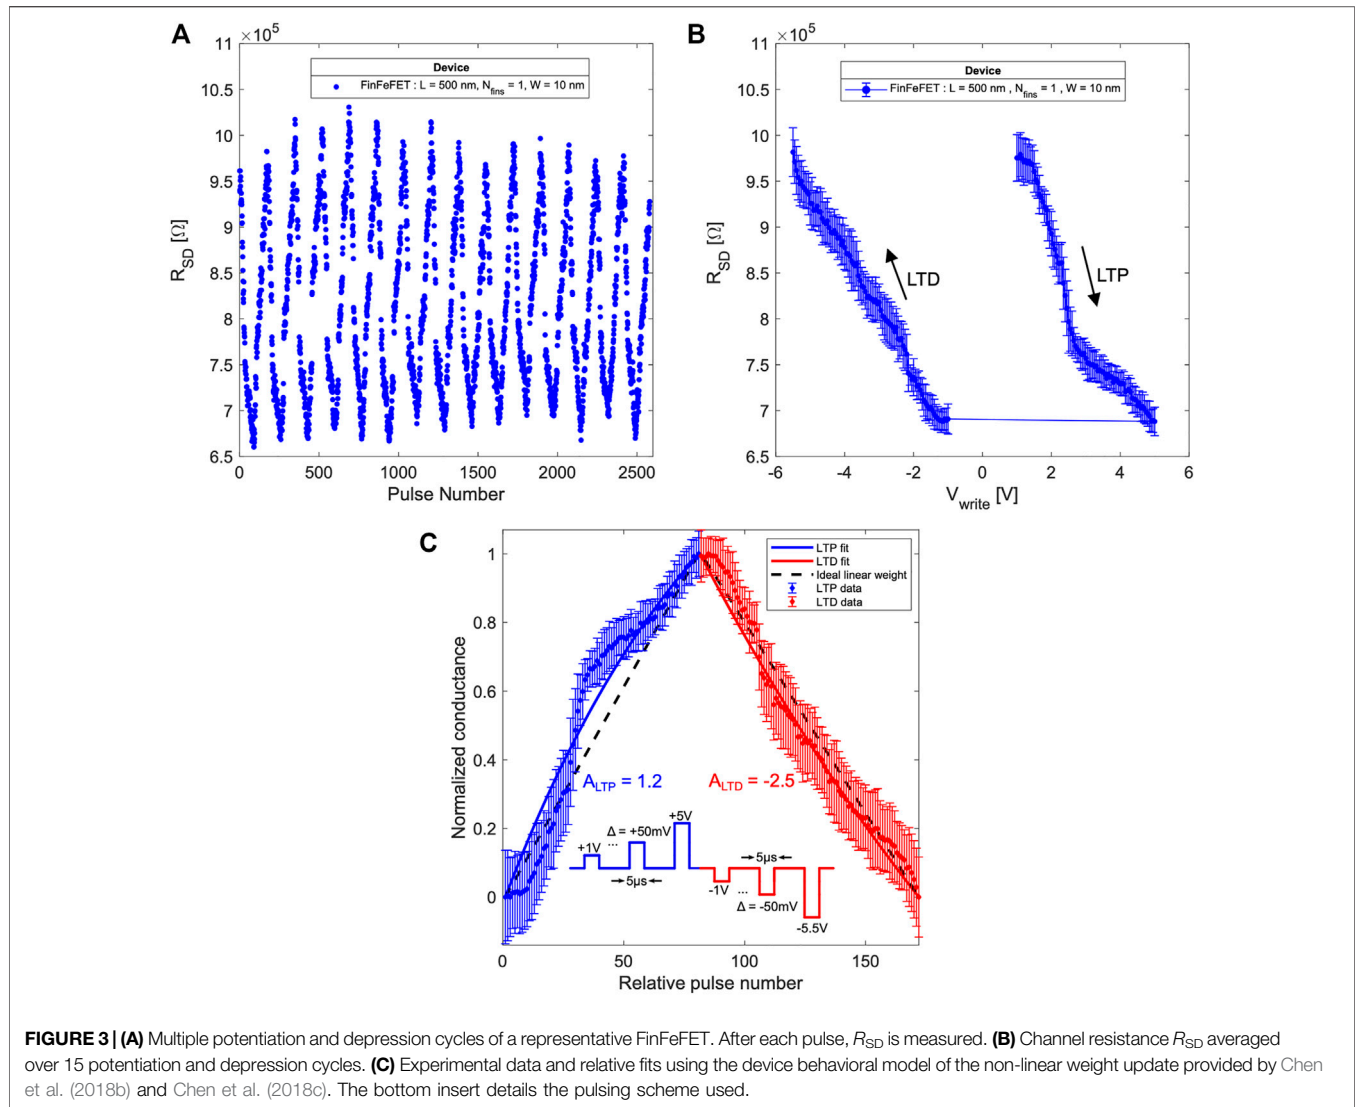 A
×10⁵
11
10.5
10
9.5
9
8.5
8
7.5
7
6.5
R_SD [Ω]
Device
FinFeFET : L = 500 nm, N_fins = 1, W = 10 nm
0 500 1000 1500 2000 2500
Pulse Number
B
×10⁵
11
10.5
10
9.5
9
8.5
8
7.5
7
6.5
R_SD [Ω]
Device
FinFeFET : L = 500 nm , N_fins = 1 , W = 10 nm
LTD
LTP
-6 -4 -2 0 2 4 6
V_write [V]
C
1
0.8
0.6
0.4
0.2
0
Normalized conductance
LTP fit
LTD fit
Ideal linear weight
LTP data
LTD data
A_LTP = 1.2
A_LTD = -2.5
+1V
Δ = +50mV
...
+5V
5μs
5μs
-1V
...
Δ = -50mV
-5.5V
0 50 100 150
Relative pulse number
FIGURE 3 | (A) Multiple potentiation and depression cycles of a representative FinFeFET. After each pulse, R_SD is measured. (B) Channel resistance R_SD averaged
over 15 potentiation and depression cycles. (C) Experimental data and relative fits using the device behavioral model of the non-linear weight update provided by Chen
et al. (2018b) and Chen et al. (2018c). The bottom insert details the pulsing scheme used.